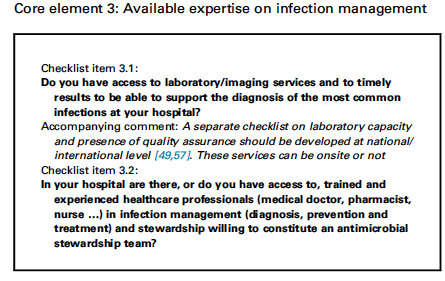 Core element 3: Available expertise on infection management
Checklist item 3.1:
Do you have access to laboratory/imaging services and to timely
results to be able to support the diagnosis of the most common
infections at your hospital?
Accompanying comment: A separate checklist on laboratory capacity
and presence of quality assurance should be developed at national/
international level [49,57]. These services can be onsite or not
Checklist item 3.2:
In your hospital are there, or do you have access to, trained and
experienced healthcare professionals (medical doctor, pharmacist,
nurse ...) in infection management (diagnosis, prevention and
treatment) and stewardship willing to constitute an antimicrobial
stewardship team?